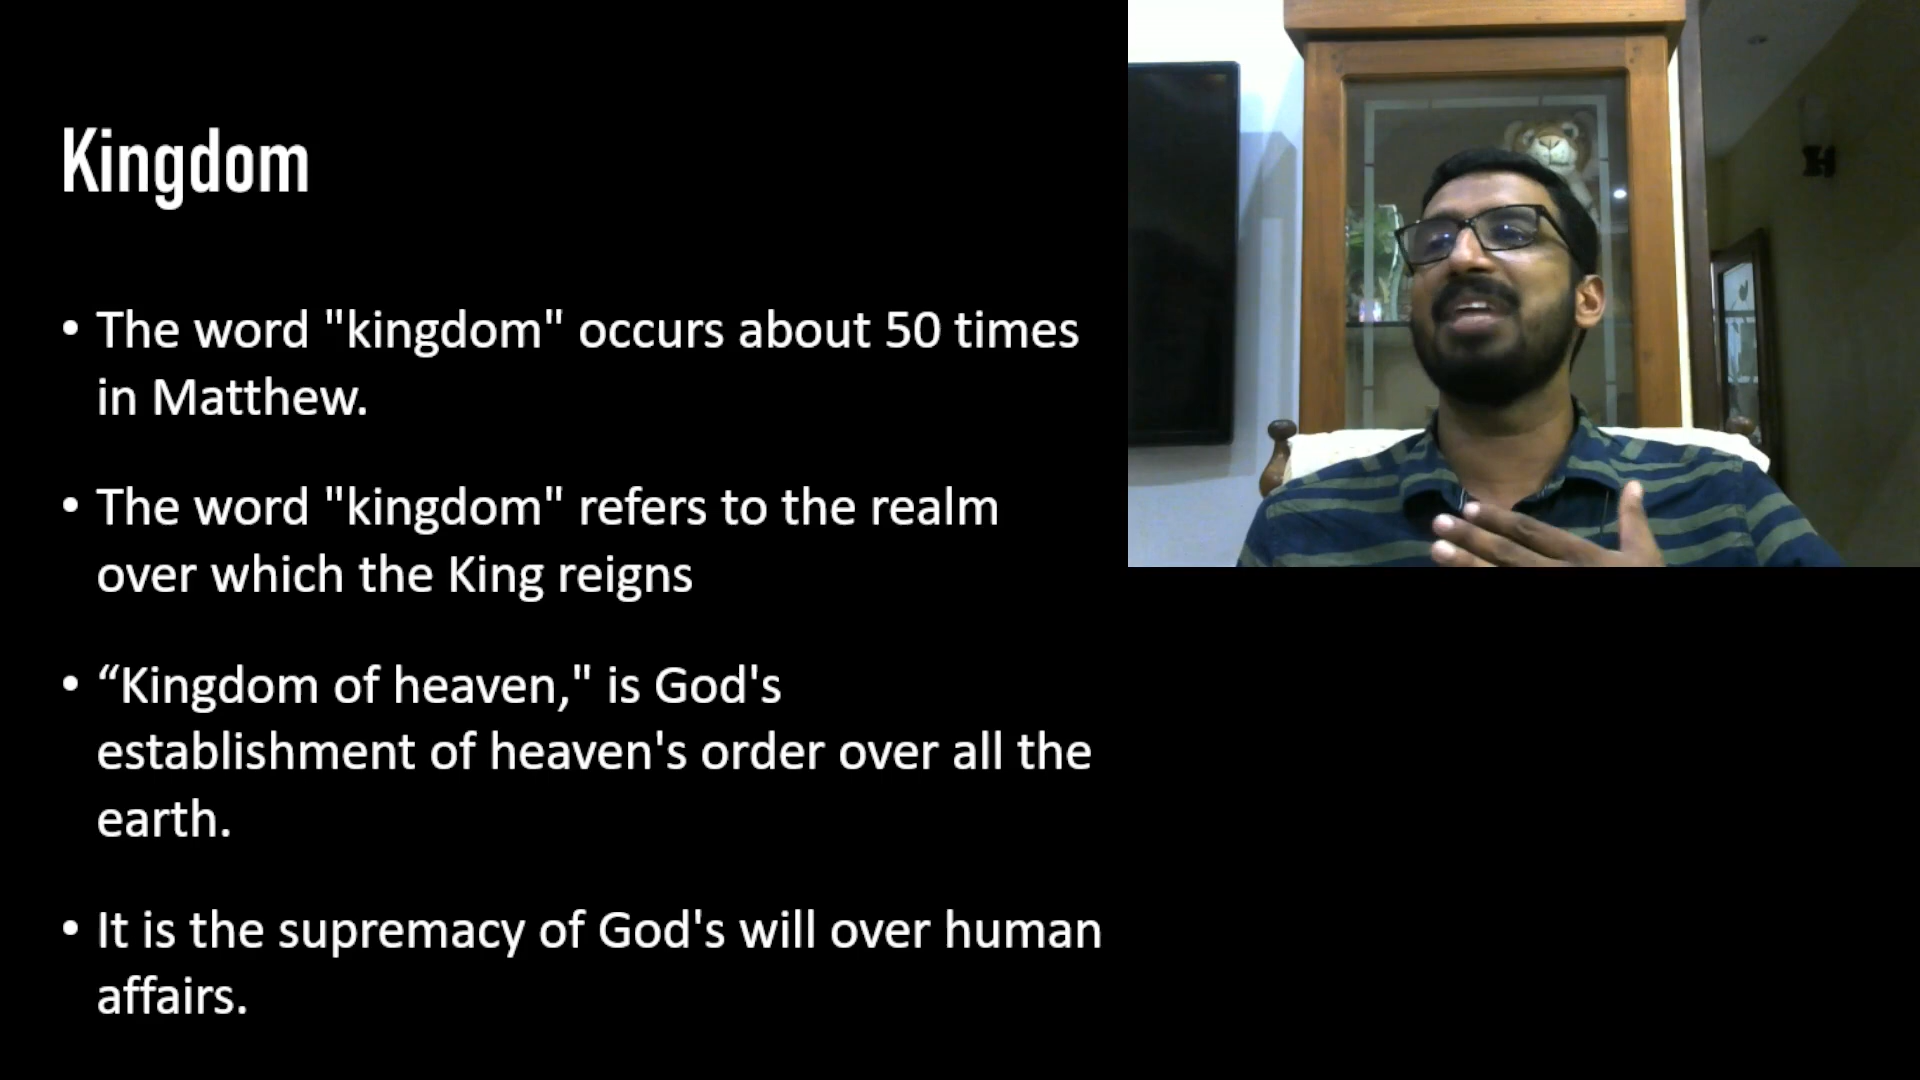 Kingdom
• The word "kingdom" occurs about 50 times
in Matthew.
• The word "kingdom" refers to the realm
over which the King reigns
• “Kingdom of heaven," is God's
establishment of heaven's order over all the
earth.
• It is the supremacy of God's will over human
affairs.